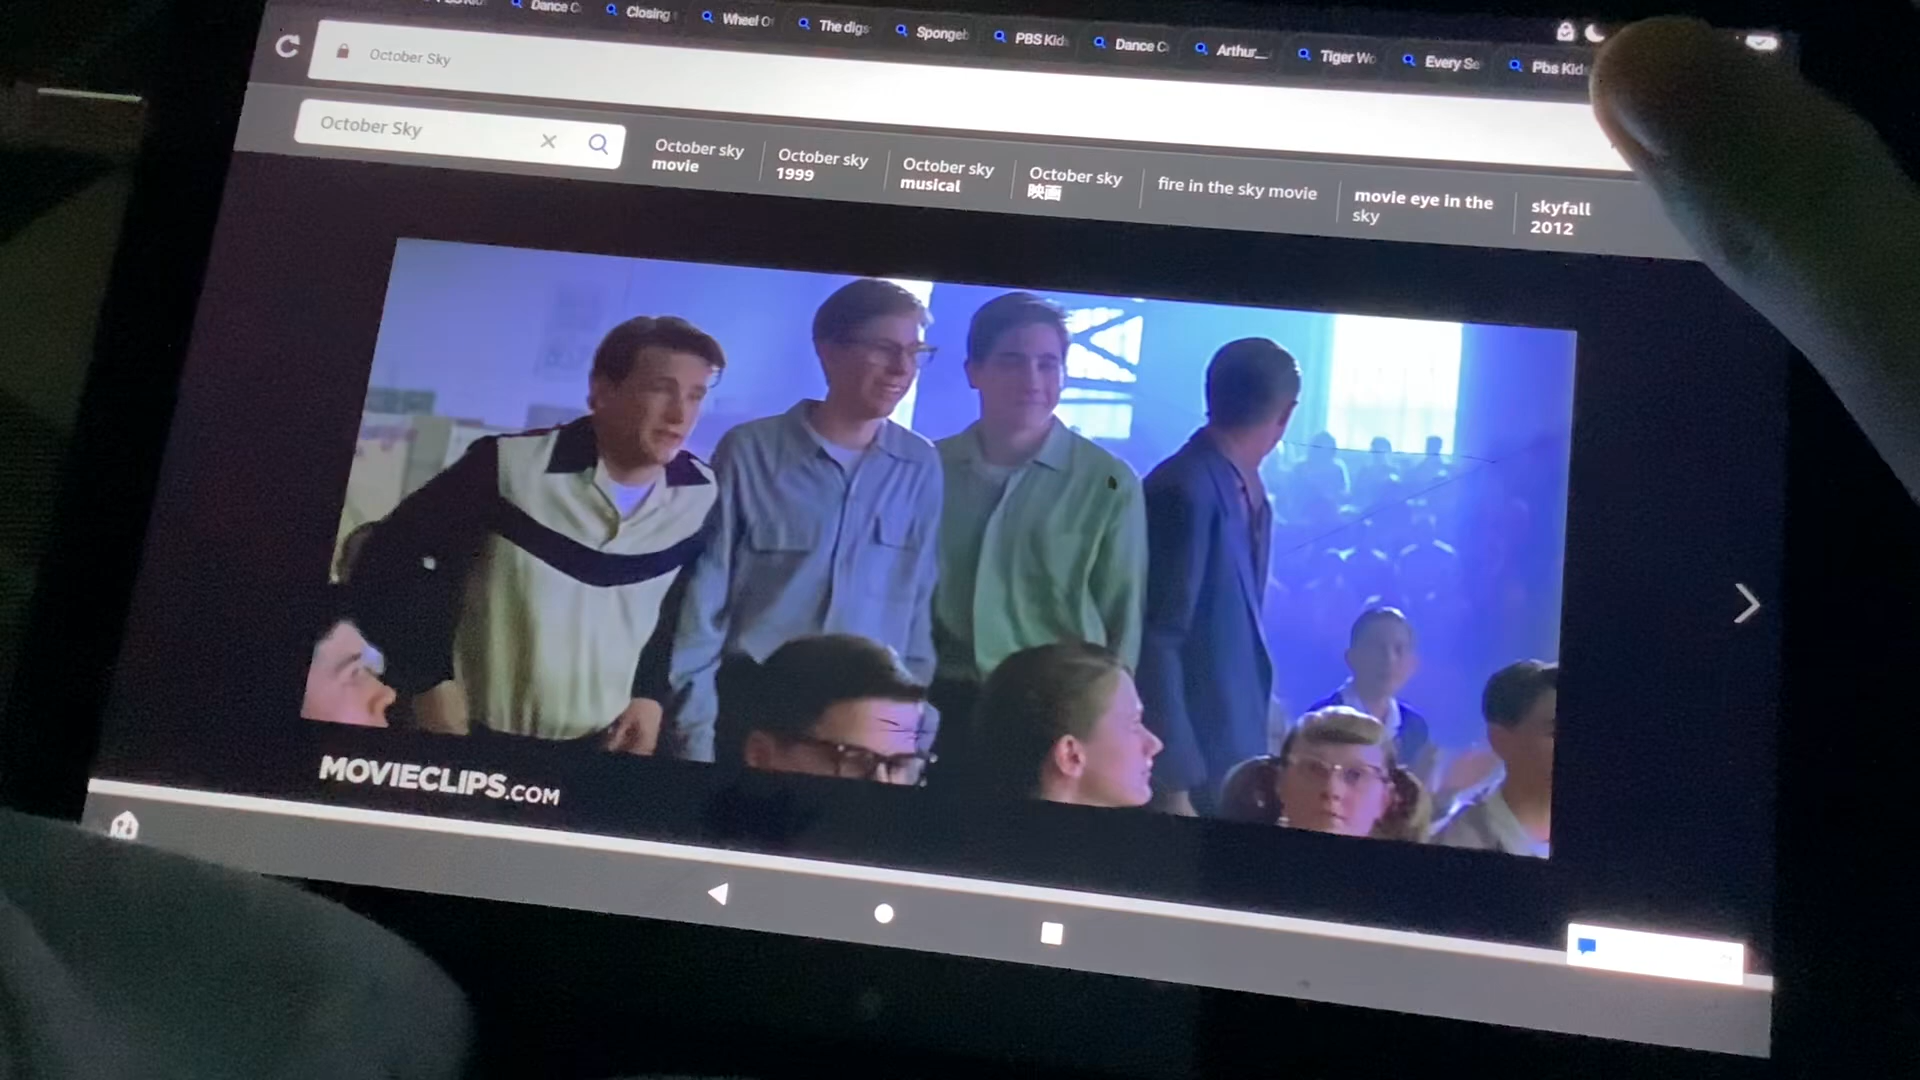 Dance C
Closing
Wheel O
The digs
Spongeb
PBS Kid
Dance C
Arthur_
Tiger Wo
Every Se
Pbs Kid
October Sky
October Sky
October sky
movie
October sky
1999
October sky
musical
October sky
映画
fire in the sky movie
movie eye in the
sky
skyfall
2012
MOVIECLIPS.COM